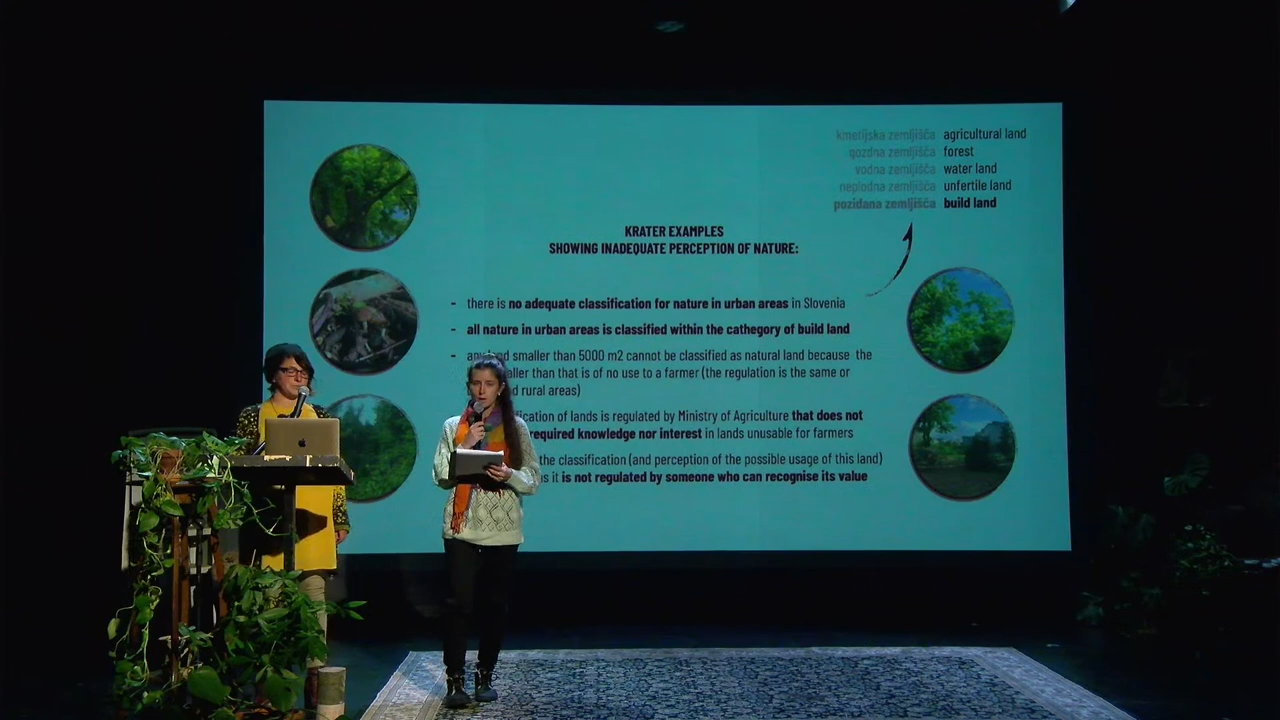 kmetijska zemljišča agricultural land
gozdna zemljišča forest
vodna zemljišča water land
neplodna zemljišča unfertile land
pozidana zemljišča build land
KRATER EXAMPLES
SHOWING INADEQUATE PERCEPTION OF NATURE:
- there is no adequate classification for nature in urban areas in Slovenia
- all nature in urban areas is classified within the cathegory of build land
- any land smaller than 5000 m2 cannot be classified as natural land because the
than that is of no use to a farmer (the regulation is the same or
rural areas)
of lands is regulated by Ministry of Agriculture that does not
required knowledge nor interest in lands unusable for farmers
the classification (and perception of the possible usage of this land)
it is not regulated by someone who can recognise its value